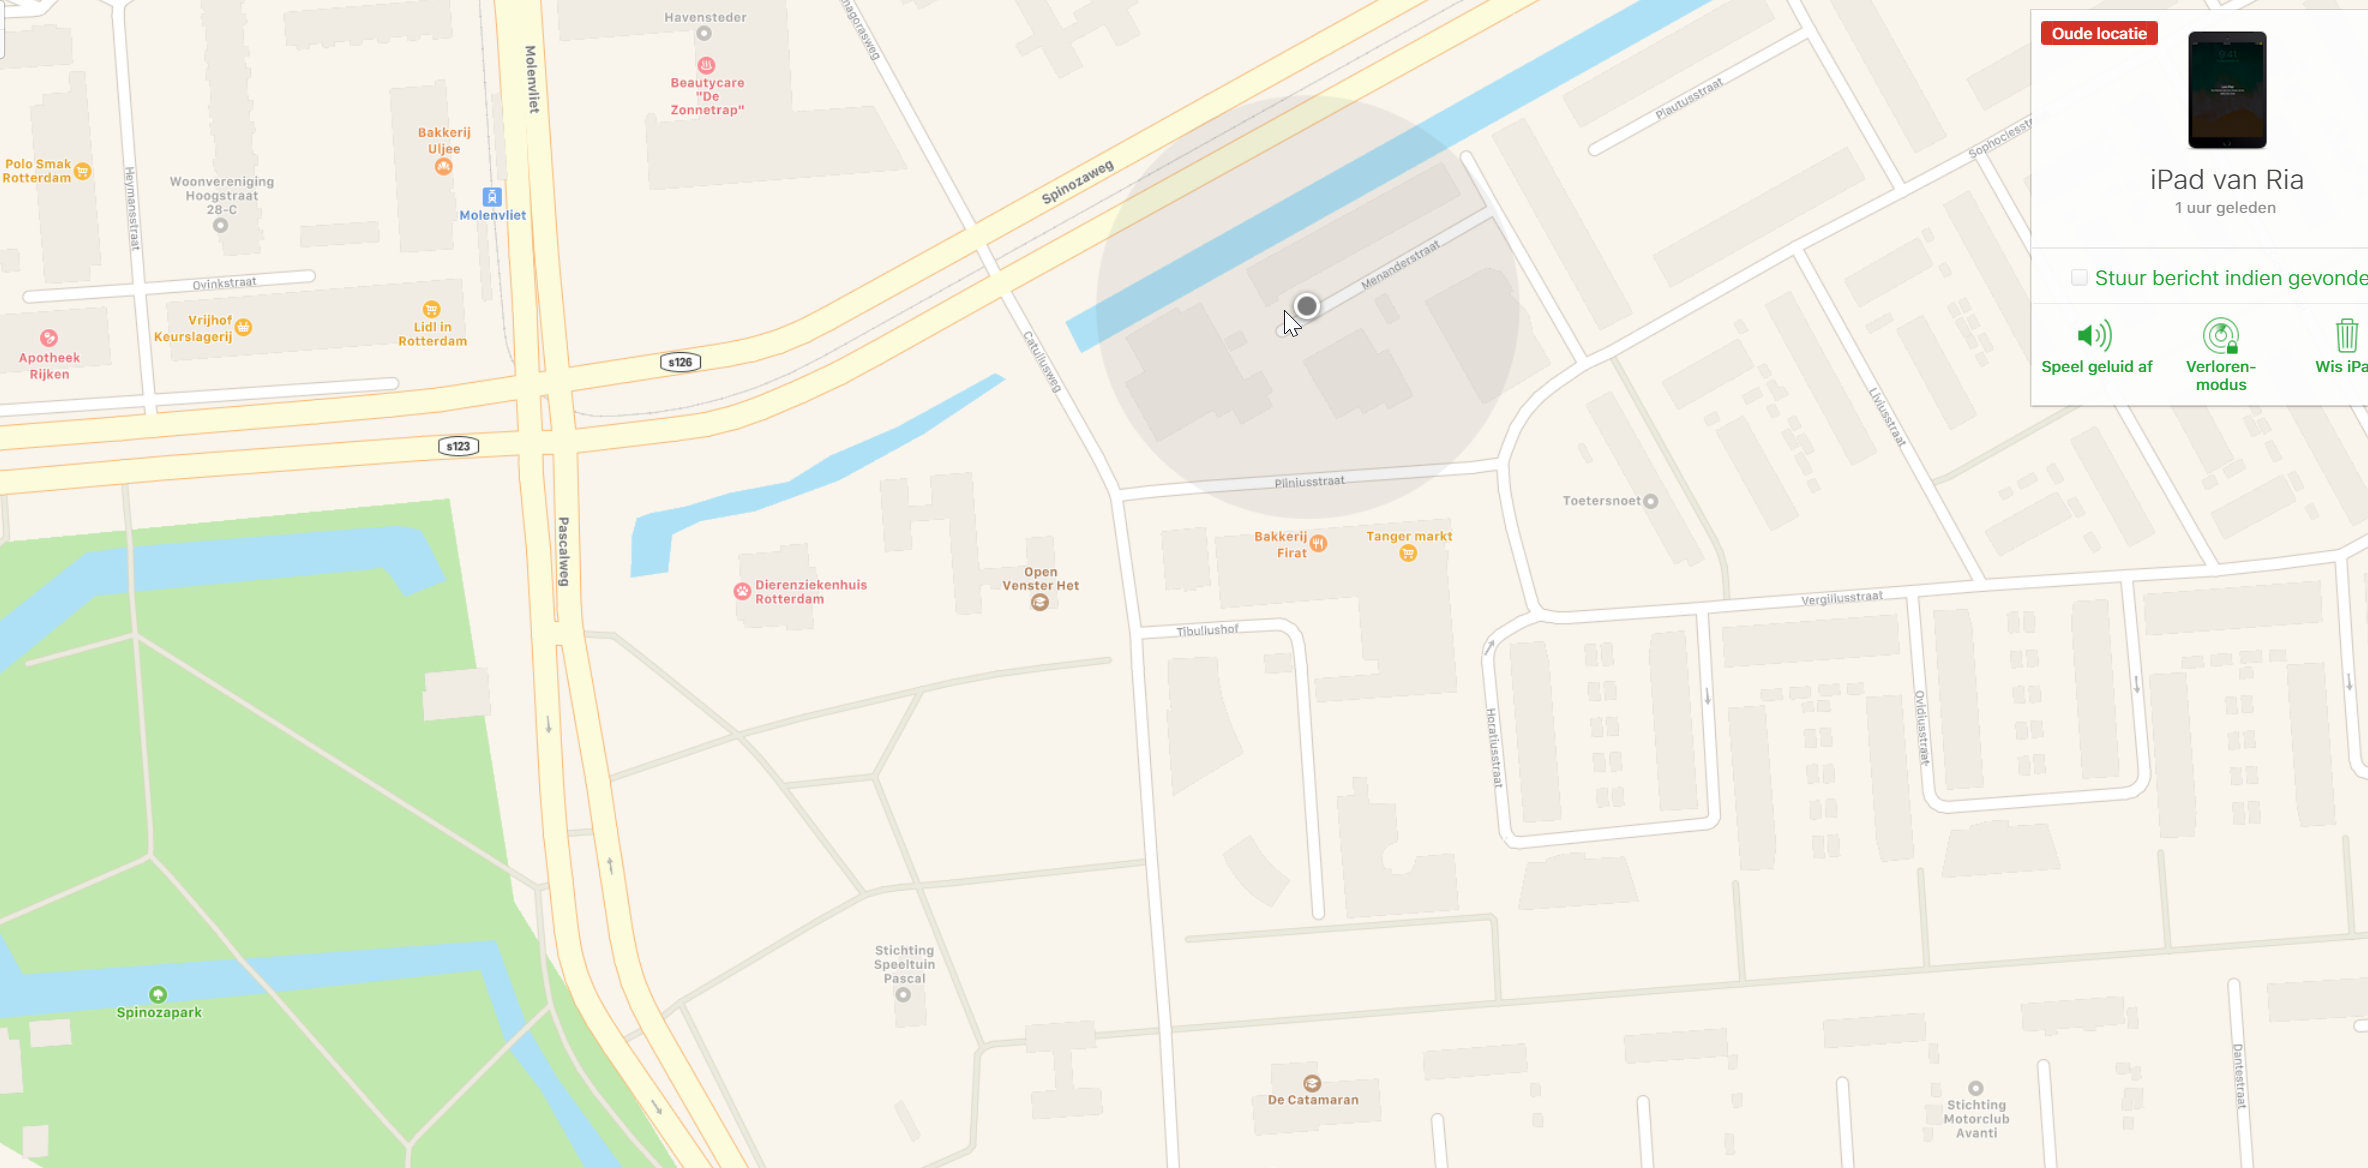 Havensteder
Molenvliet
nagorasweg
Beautycare
"De
Zonnetrap"
Bakkerij
Uljee
Polo Smak
Rotterdam
Heymansstraat
Woonvereniging
Hoogstraat
28-C
Molenvliet
Spinozaweg
Plautusstraat
Sophoclesstr
Oude locatie
iPad van Ria
1 uur geleden
Stuur bericht indien gevonde
Speel geluid af
Verloren-
modus
Wis iPa
Ovinkstraat
Menanderstraat
Vrijhof
Keurslagerij
Lidl in
Rotterdam
Apotheek
Rijken
s126
Catullusweg
Liviusstraat
s123
Pliniusstraat
Toetersnoet
Pascalweg
Bakkerij
Firat
Tanger markt
Open
Venster Het
Dierenziekenhuis
Rotterdam
Vergiliusstraat
Tibullushof
Horatiusstraat
Ovidiusstraat
Stichting
Speeltuin
Pascal
Spinozapark
De Catamaran
Dantestraat
Stichting
Motorclub
Avanti